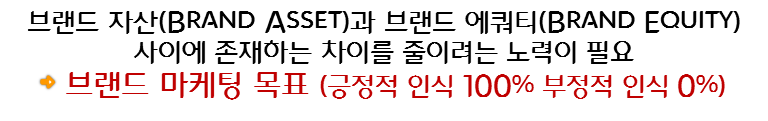 브랜드 자산(BRAND ASSET)과 브랜드 에쿼티(BRAND EQUITY)
사이에 존재하는 차이를 줄이려는 노력이 필요
브랜드 마케팅 목표 (긍정적 인식 100% 부정적 인식 0%)